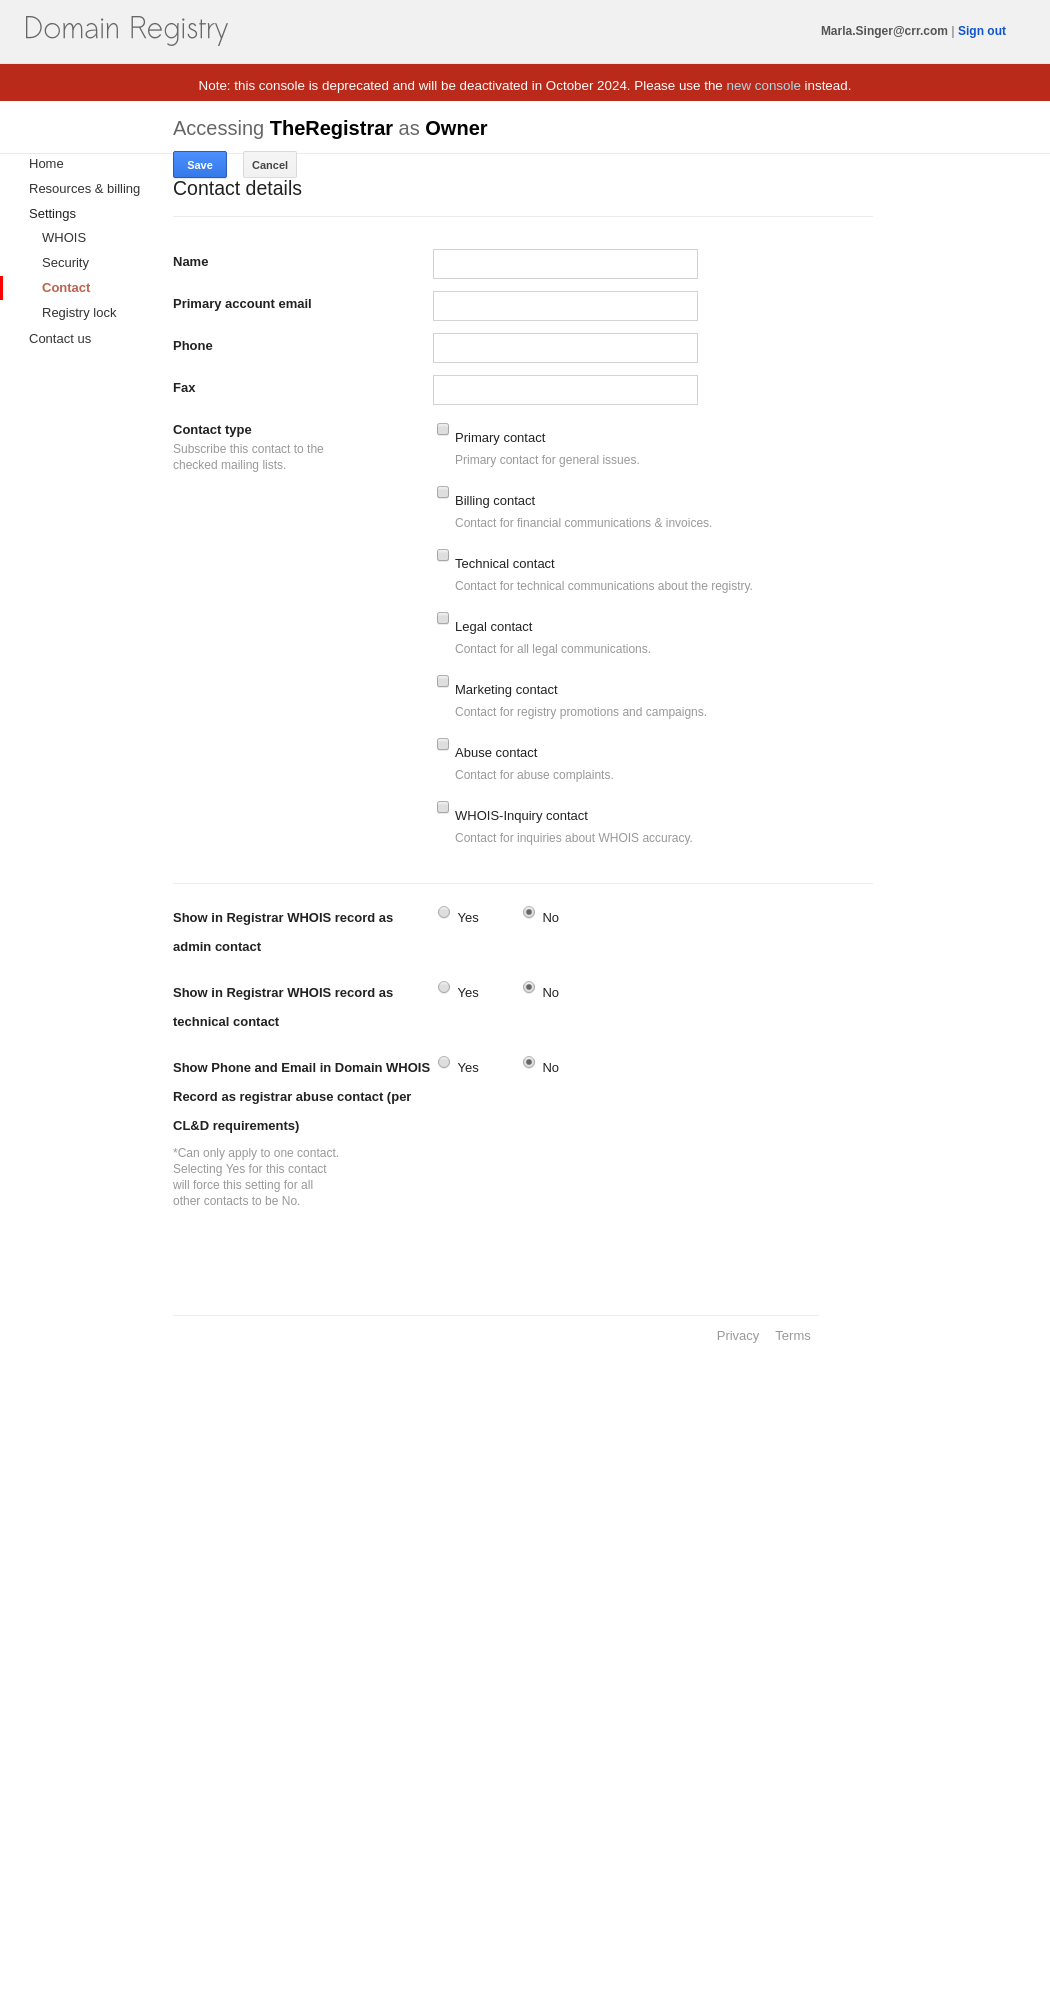 Domain Registry
Marla.Singer@crr.com | Sign out
Note: this console is deprecated and will be deactivated in October 2024. Please use the new console instead.
Accessing TheRegistrar as Owner
Save Cancel
Home
Resources & billing
Settings
WHOIS
Security
Contact
Registry lock
Contact us
Contact details
Name
Primary account email
Phone
Fax
Contact type
Subscribe this contact to the
checked mailing lists.
Primary contact
Primary contact for general issues.
Billing contact
Contact for financial communications & invoices.
Technical contact
Contact for technical communications about the registry.
Legal contact
Contact for all legal communications.
Marketing contact
Contact for registry promotions and campaigns.
Abuse contact
Contact for abuse complaints.
WHOIS-Inquiry contact
Contact for inquiries about WHOIS accuracy.
Show in Registrar WHOIS record as
admin contact
Yes No
Show in Registrar WHOIS record as
technical contact
Yes No
Show Phone and Email in Domain WHOIS
Record as registrar abuse contact (per
CL&D requirements)
Yes No
*Can only apply to one contact.
Selecting Yes for this contact
will force this setting for all
other contacts to be No.
Privacy Terms